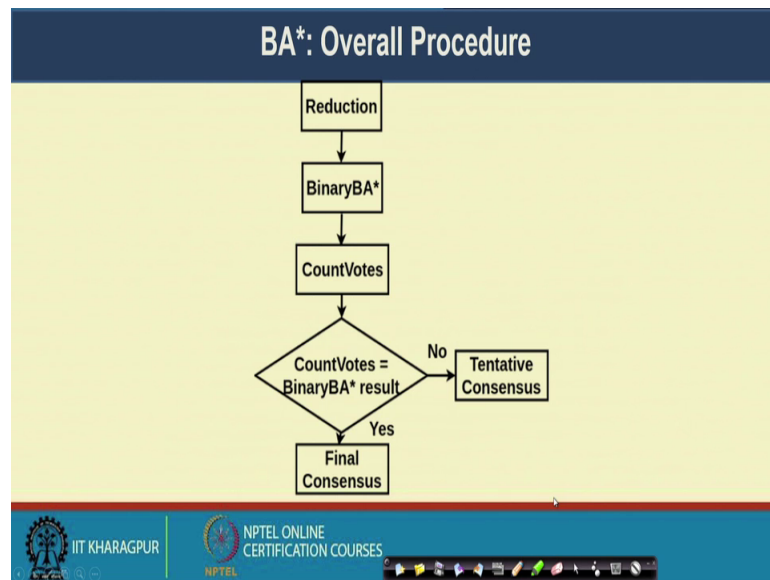 BA*: Overall Procedure
Reduction
BinaryBA*
CountVotes
CountVotes =
BinaryBA* result
No
Tentative
Consensus
Yes
Final
Consensus
IIT KHARAGPUR
NPTEL
NPTEL ONLINE
CERTIFICATION COURSES